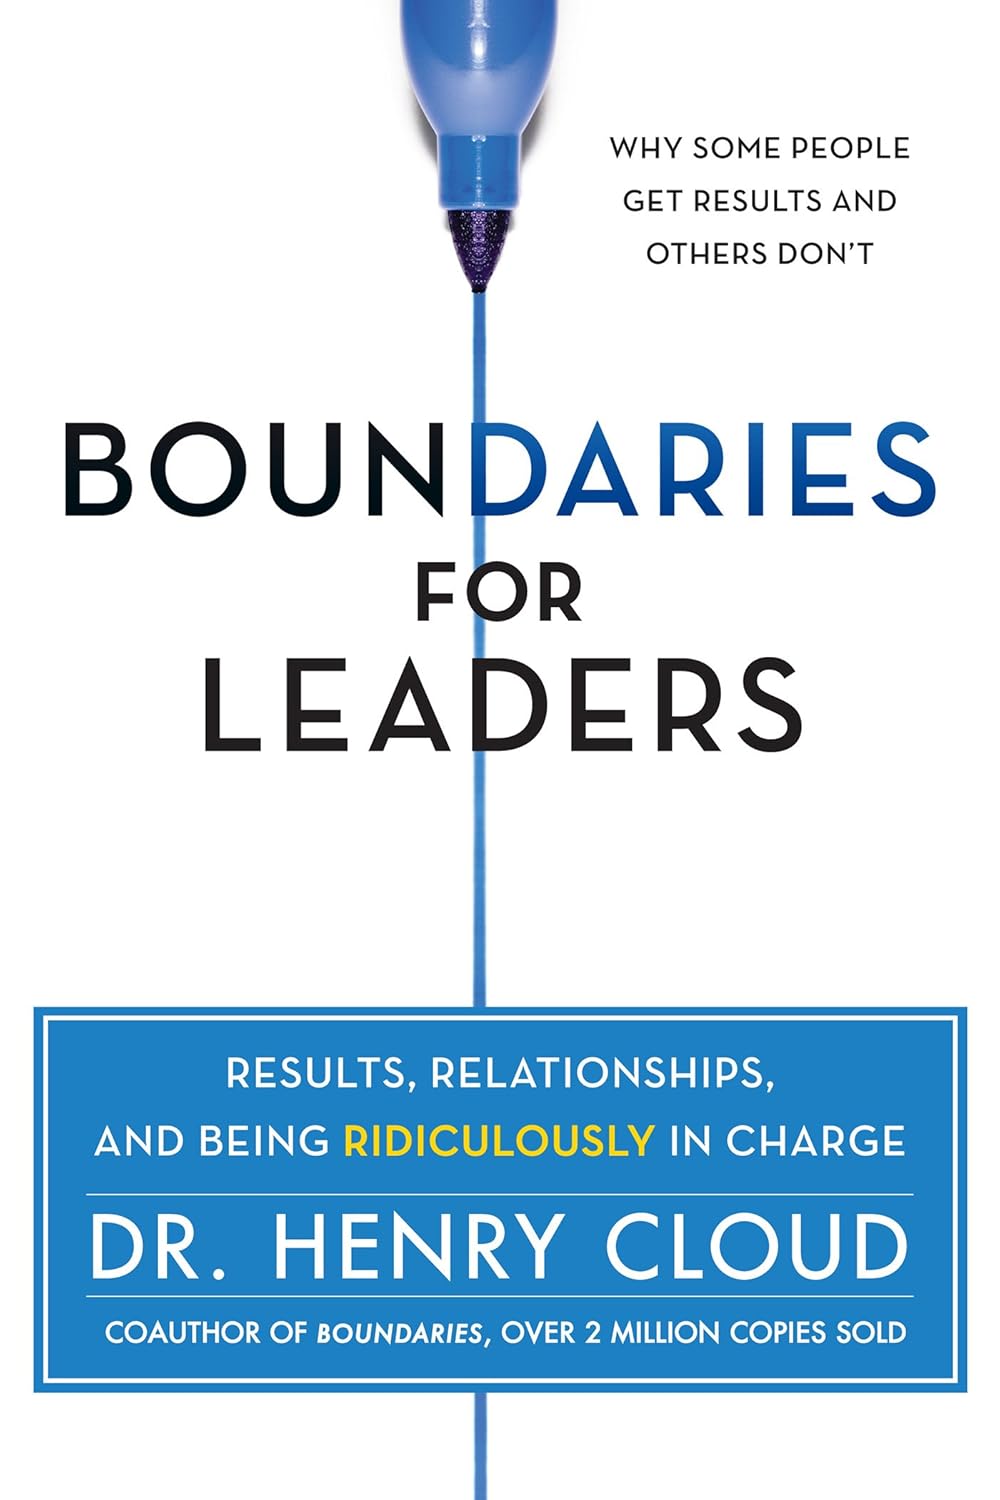 WHY SOME PEOPLE
GET RESULTS AND
OTHERS DON'T
BOUNDARIES
FOR
LEADERS
RESULTS, RELATIONSHIPS,
AND BEING RIDICULOUSLY IN CHARGE
DR. HENRY CLOUD
COAUTHOR OF BOUNDARIES, OVER 2 MILLION COPIES SOLD